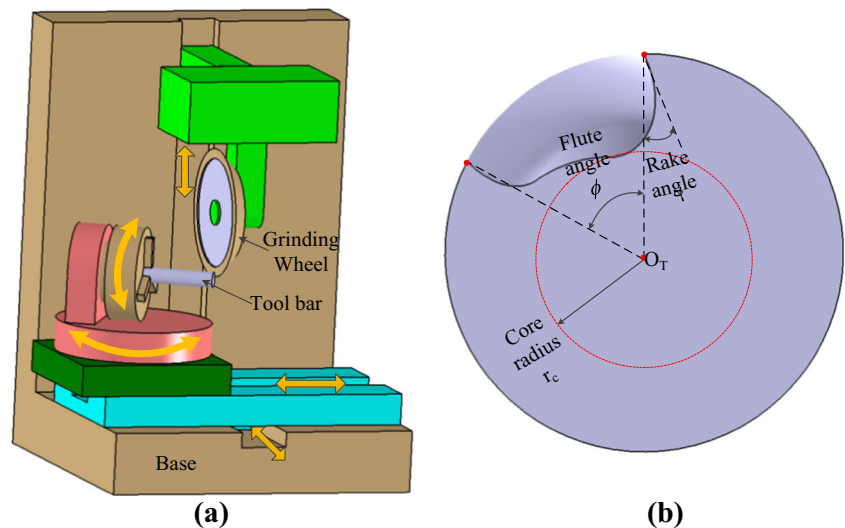 Grinding
Wheel
Tool bar
Base
(a)
Flute
angle
ϕ
Rake
angle
O_T
Core
radius
r_c
(b)